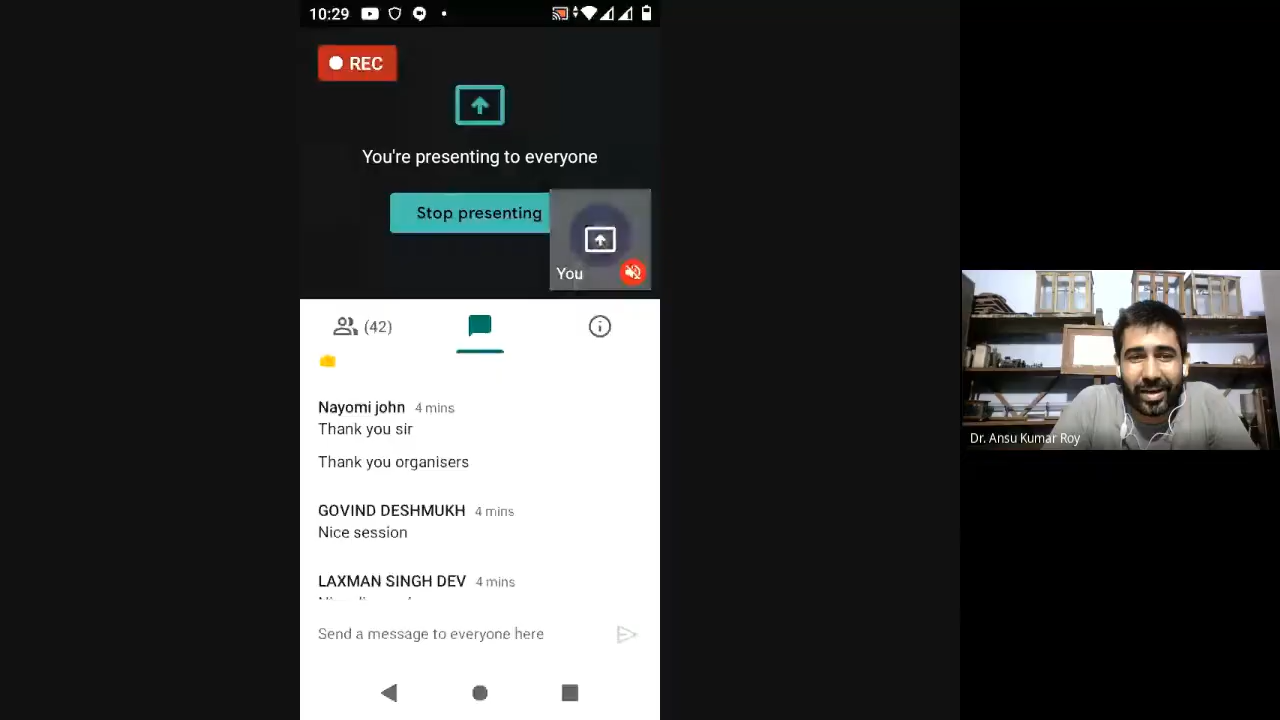 10:29
REC
You're presenting to everyone
Stop presenting
You
(42)
Nayomi john 4 mins
Thank you sir
Thank you organisers
GOVIND DESHMUKH 4 mins
Nice session
LAXMAN SINGH DEV 4 mins
Send a message to everyone here
Dr. Ansu Kumar Roy